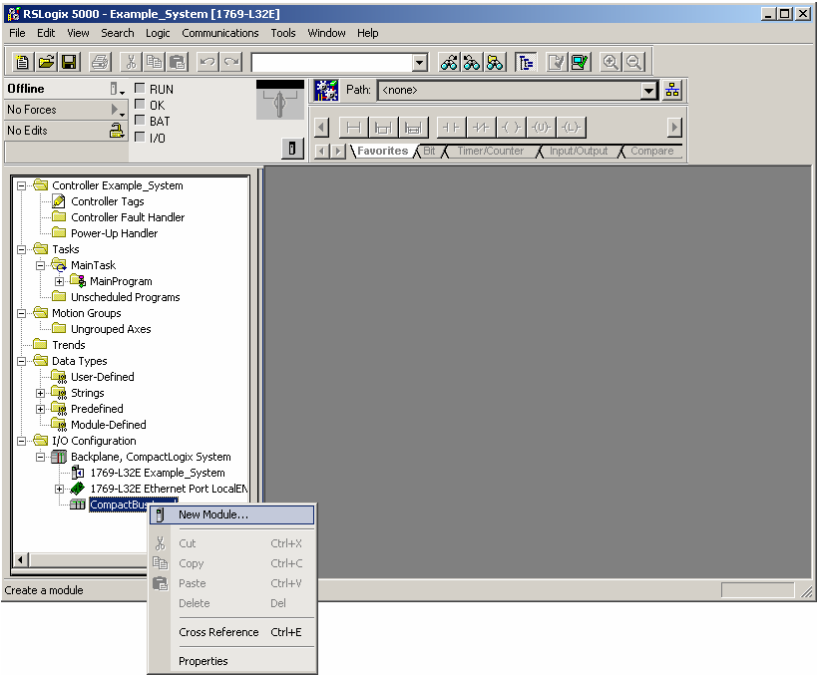 RSLogix 5000 - Example_System [1769-L32E]
File Edit View Search Logic Communications Tools Window Help
Offline
RUN
Path: <none>
No Forces
OK
No Edits
BAT
I/O
Favorites Bit Timer/Counter Input/Output Compare
Controller Example_System
Controller Tags
Controller Fault Handler
Power-Up Handler
Tasks
MainTask
MainProgram
Unscheduled Programs
Motion Groups
Ungrouped Axes
Trends
Data Types
User-Defined
Strings
Predefined
Module-Defined
I/O Configuration
Backplane, CompactLogix System
1769-L32E Example_System
1769-L32E Ethernet Port LocalEN
CompactBus
New Module...
Cut Ctrl+X
Copy Ctrl+C
Paste Ctrl+V
Delete Del
Cross Reference Ctrl+E
Properties
Create a module